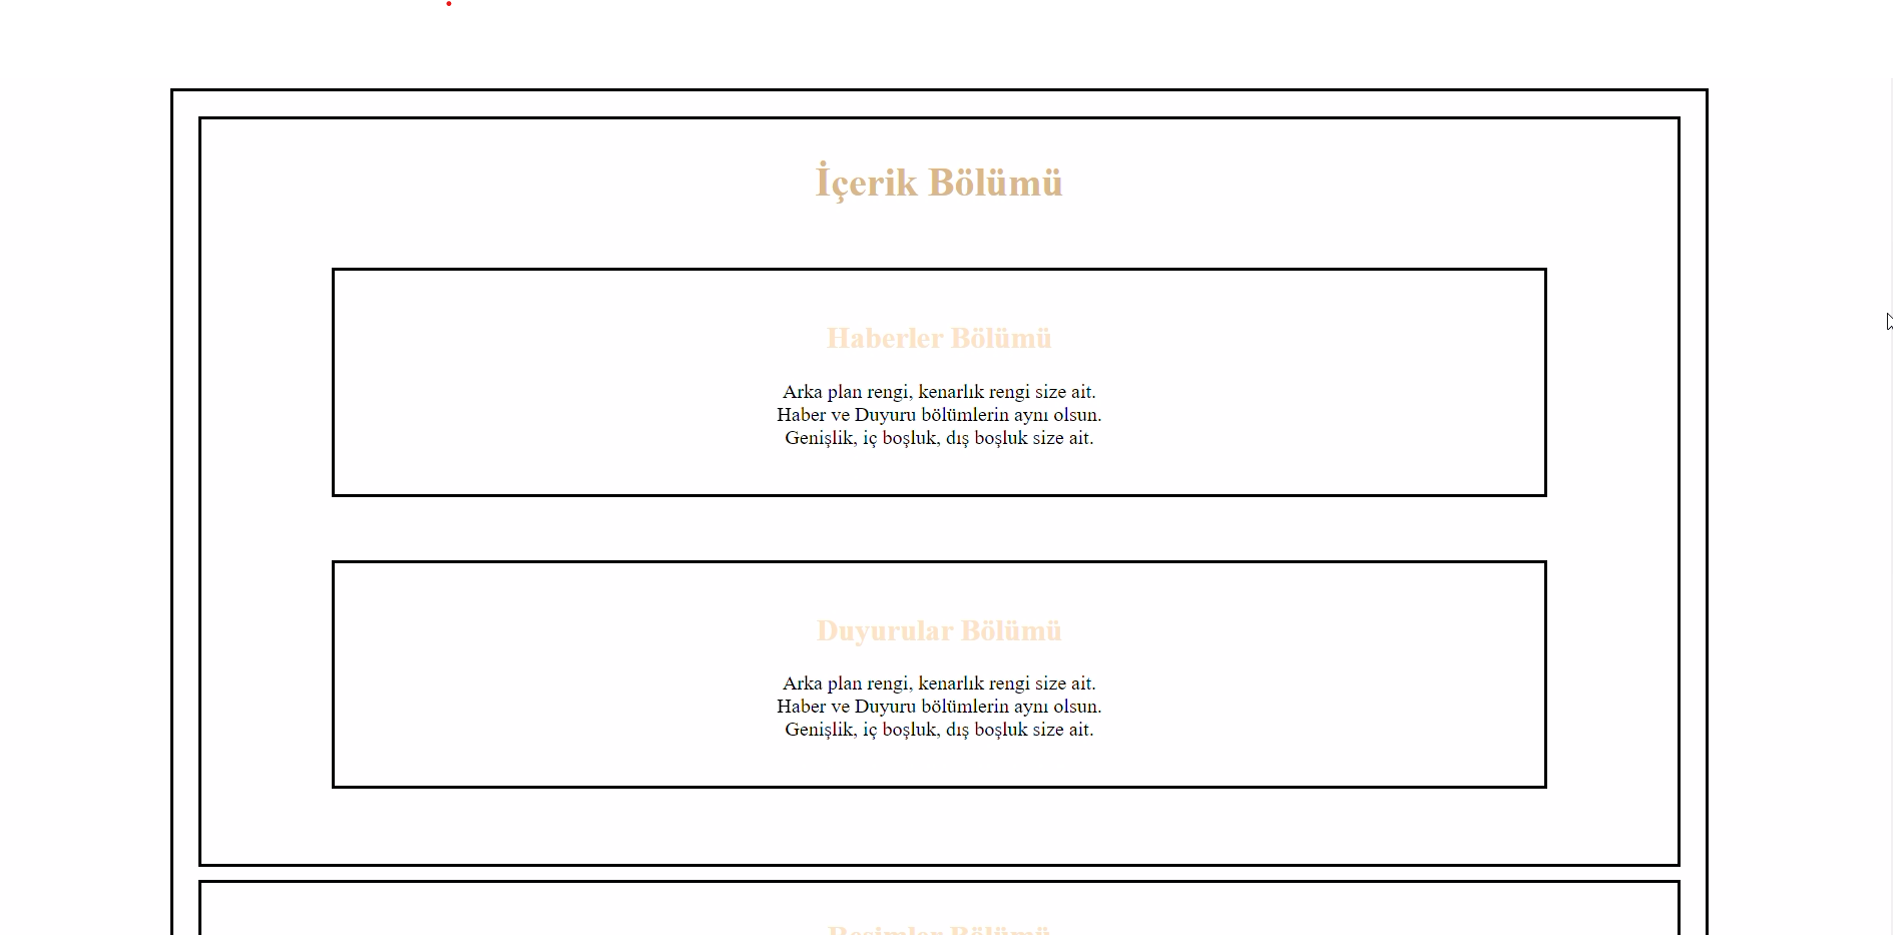 İçerik Bölümü
Haberler Bölümü
Arka plan rengi, kenarlık rengi size ait.
Haber ve Duyuru bölümlerin aynı olsun.
Genişlik, iç boşluk, dış boşluk size ait.
Duyurular Bölümü
Arka plan rengi, kenarlık rengi size ait.
Haber ve Duyuru bölümlerin aynı olsun.
Genişlik, iç boşluk, dış boşluk size ait.
Resimler Bölümü